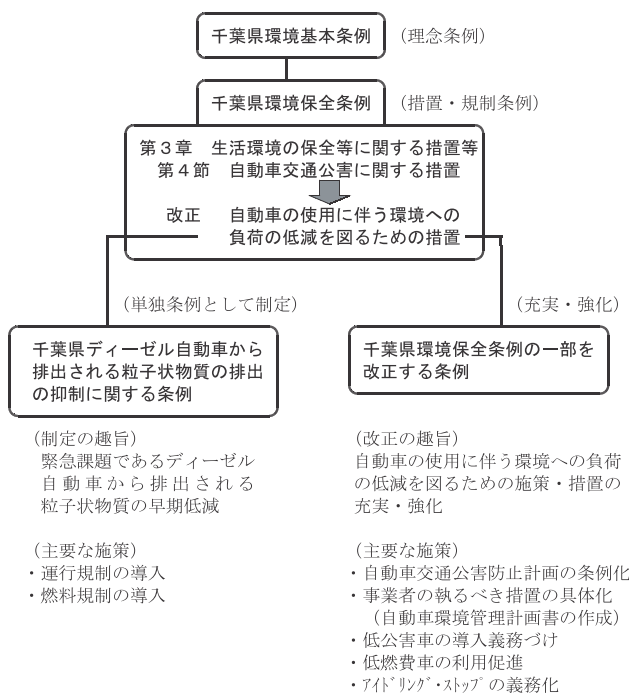 千葉県環境基本条例 （理念条例）
千葉県環境保全条例 （措置・規制条例）
第３章　生活環境の保全等に関する措置等
第４節　自動車交通公害に関する措置
改正　自動車の使用に伴う環境への
負荷の低減を図るための措置
（単独条例として制定）
千葉県ディーゼル自動車から
排出される粒子状物質の排出
の抑制に関する条例
（制定の趣旨）
緊急課題であるディーゼル
自動車から排出される
粒子状物質の早期低減
（主要な施策）
・運行規制の導入
・燃料規制の導入
（充実・強化）
千葉県環境保全条例の一部を
改正する条例
（改正の趣旨）
自動車の使用に伴う環境への負荷
の低減を図るための施策・措置の
充実・強化
（主要な施策）
・自動車交通公害防止計画の条例化
・事業者の執るべき措置の具体化
（自動車環境管理計画書の作成）
・低公害車の導入義務づけ
・低燃費車の利用促進
・ｱｲﾄﾞﾘﾝｸﾞ･ｽﾄｯﾌﾟの義務化